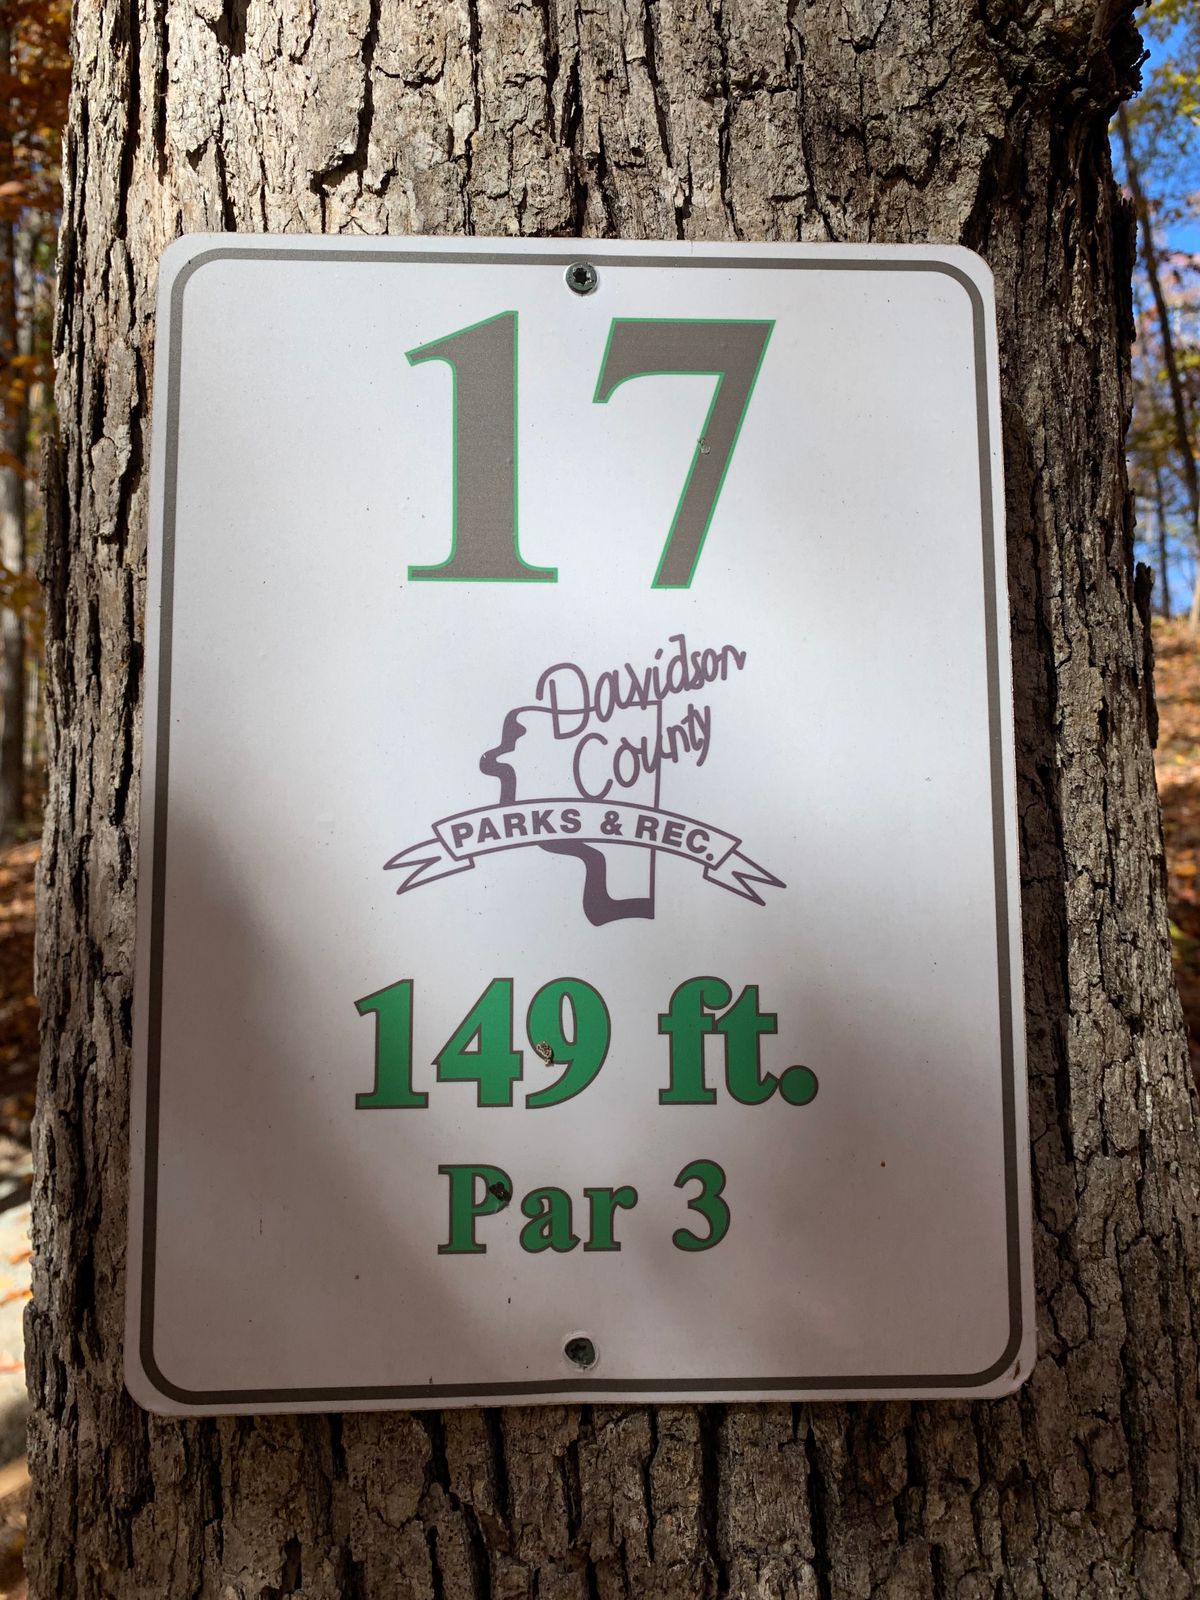 17
Davidson
County
PARKS & REC.
149 ft.
Par 3